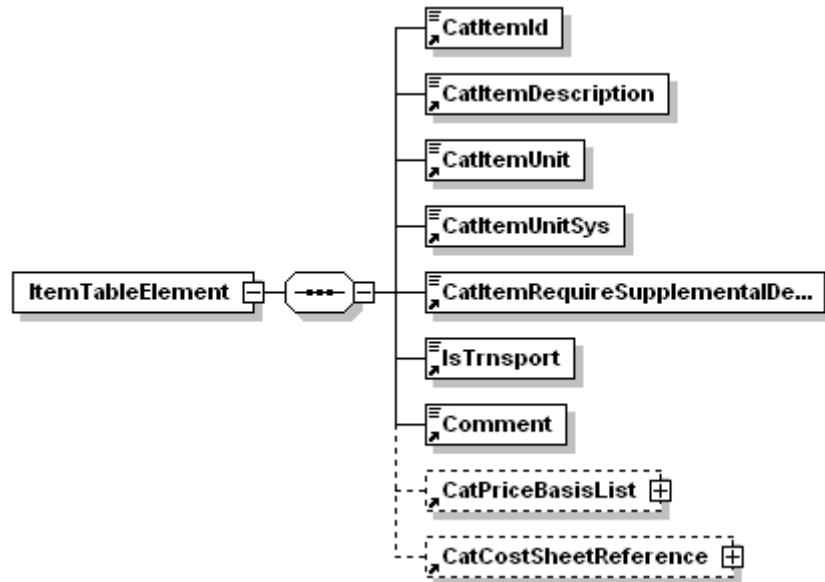 CatItemId
CatItemDescription
CatItemUnit
CatItemUnitSys
ItemTableElement
CatItemRequireSupplementalDe...
IsTrnsport
Comment
CatPriceBasisList
CatCostSheetReference